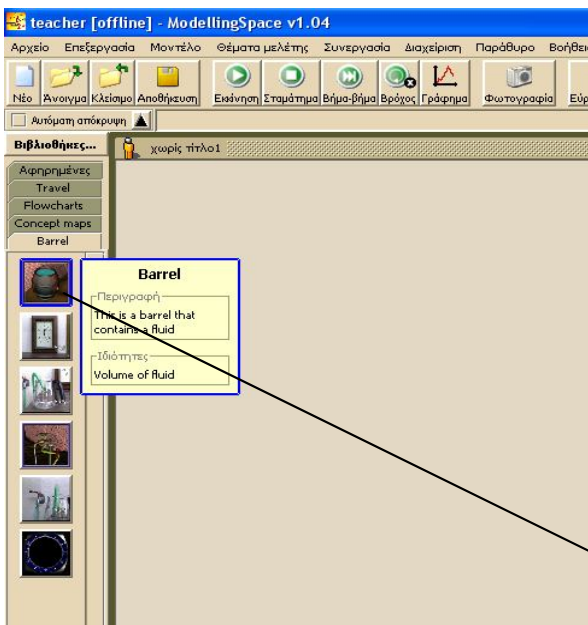 teacher [offline] - ModellingSpace v1.04
Αρχείο Επεξεργασία Μοντέλο Θέματα μελέτης Συνεργασία Διαχείριση Παράθυρο Βοήθει
Νέο Άνοιγμα Κλείσιμο Αποθήκευση Εκκίνηση Σταμάτημα Βήμα-Βήμα Βρόχος Γράφημα Φωτογραφία Εύρ
Αυτόματη απόκρυψη
Βιβλιοθήκες...
χωρίς τίτλο1
Αφηρημένες
Travel
Flowcharts
Concept maps
Barrel
Barrel
Περιγραφή
This is a barrel that
contains a fluid
Ιδιότητες
Volume of fluid